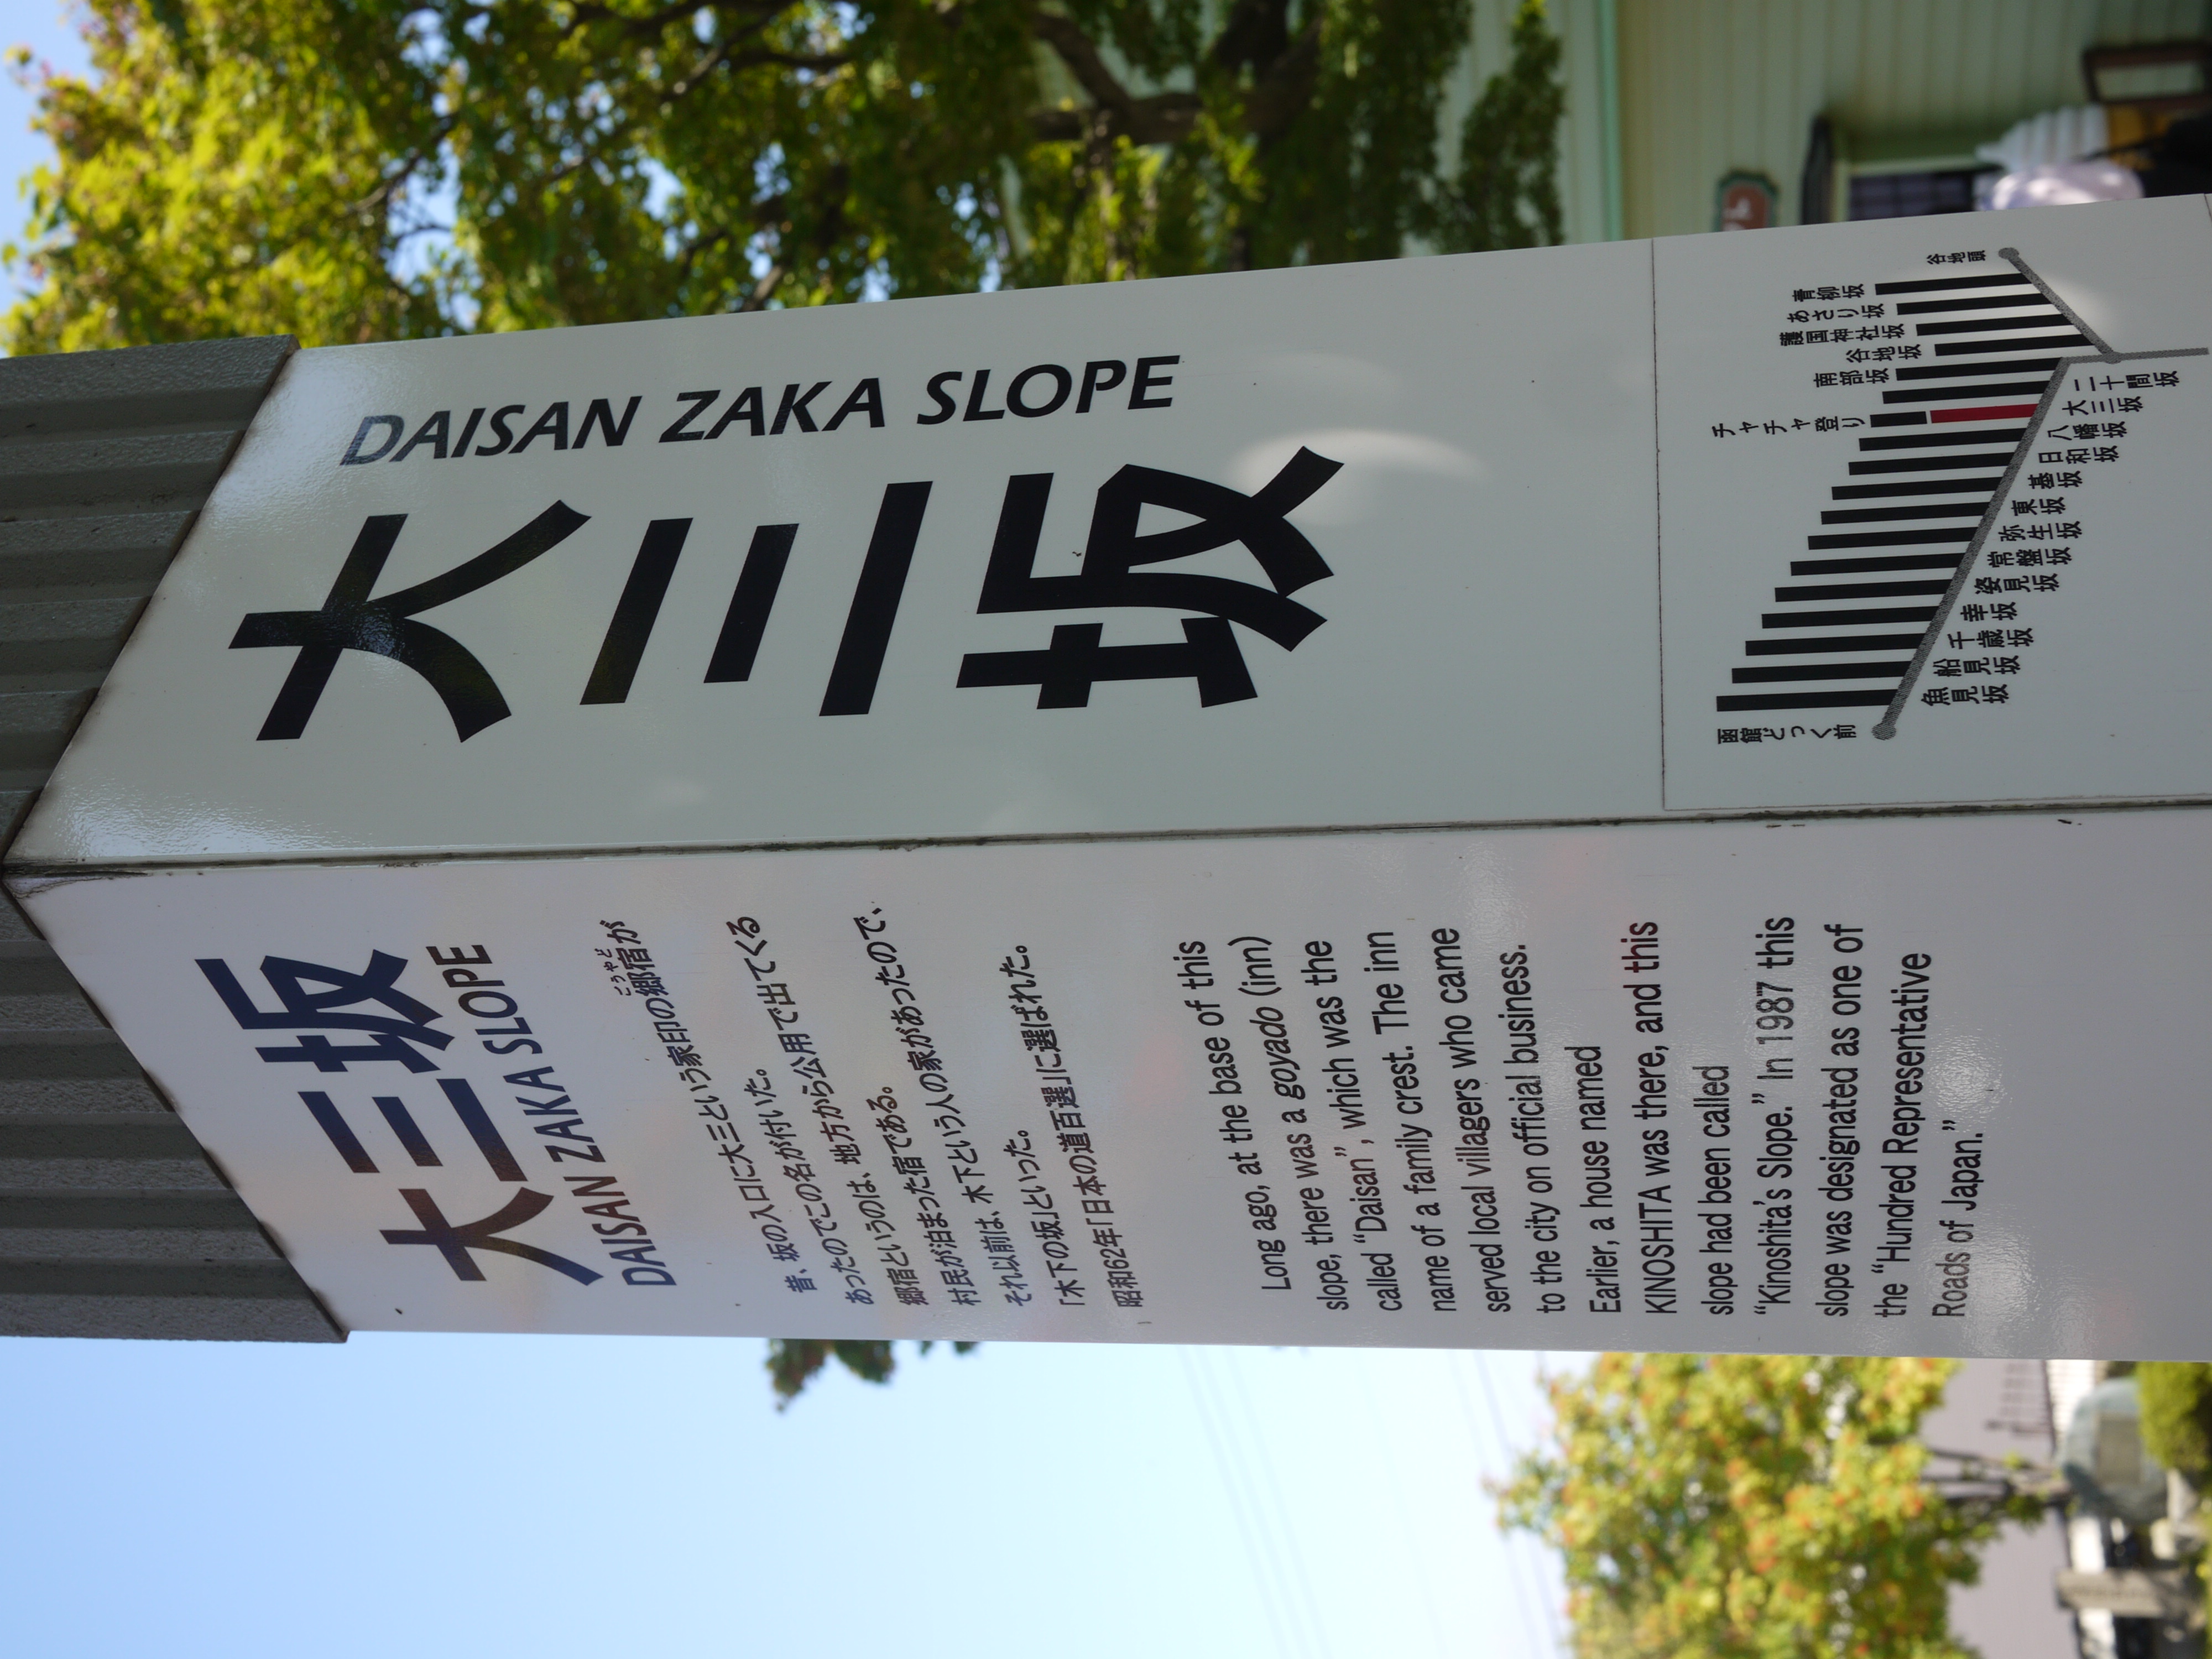 大三坂
DAISAN ZAKA SLOPE
昔、坂の入口に大三という家印の郷宿が
ごうやど
あったのでこの名が付いた。
郷宿というのは、地方から公用で出てくる
村民が泊まった宿である。
それ以前は、木下という人の家があったので、
「木下の坂」といった。
昭和62年「日本の道百選」に選ばれた。
Long ago, at the base of this
slope, there was a goyado (inn)
called “Daisan”, which was the
name of a family crest. The inn
served local villagers who came
to the city on official business.
Earlier, a house named
KINOSHITA was there, and this
slope had been called
“Kinoshita’s Slope.” In 1987 this
slope was designated as one of
the “Hundred Representative
Roads of Japan.”
大三坂
DAISAN ZAKA SLOPE
函館どつく前
魚見坂
船見坂
千歳坂
幸坂
姿見坂
常盤坂
弥生坂
東坂
基坂
日和坂
八幡坂
大三坂
二十間坂
チャチャ登り
南部坂
谷地坂
護国神社坂
あさり坂
青柳坂
谷地頭